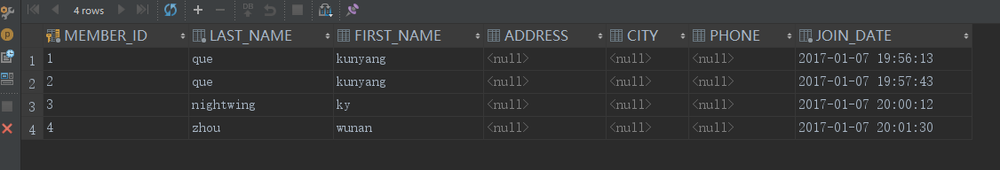 4 rows DB
MEMBER_ID LAST_NAME FIRST_NAME ADDRESS CITY PHONE JOIN_DATE
1 1 que kunyang <null> <null> <null> 2017-01-07 19:56:13
2 2 que kunyang <null> <null> <null> 2017-01-07 19:57:43
3 3 nightwing ky <null> <null> <null> 2017-01-07 20:00:12
4 4 zhou wunan <null> <null> <null> 2017-01-07 20:01:30